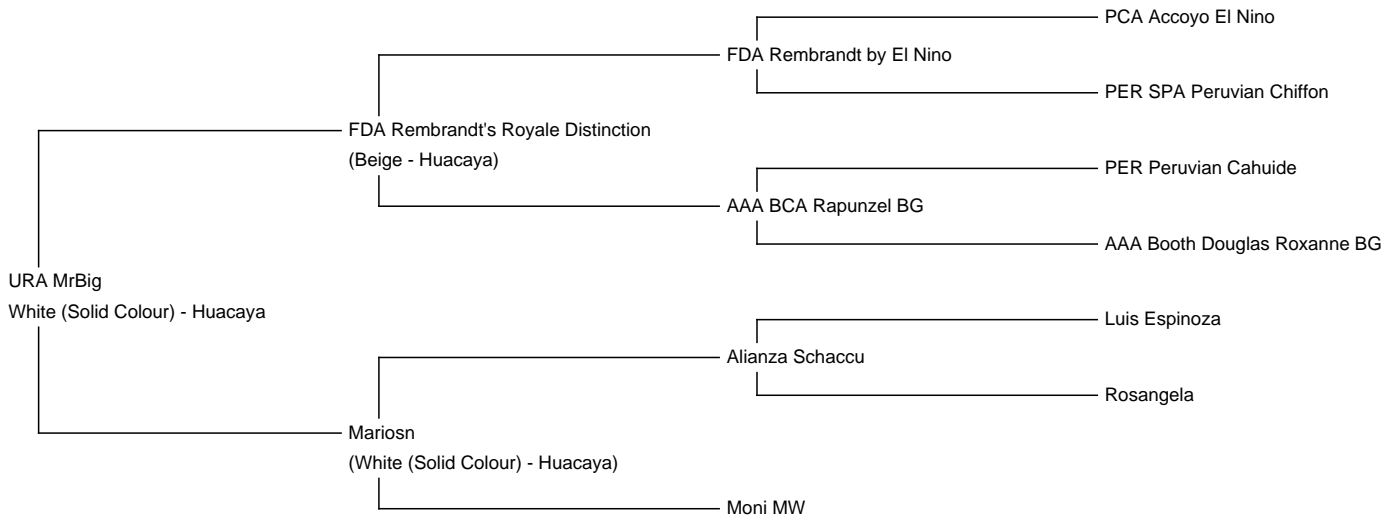 PCA Accoyo El Nino
FDA Rembrandt by El Nino
PER SPA Peruvian Chiffon
FDA Rembrandt's Royale Distinction
(Beige - Huacaya)
PER Peruvian Cahuide
AAA BCA Rapunzel BG
AAA Booth Douglas Roxanne BG
URA MrBig
White (Solid Colour) - Huacaya
Luis Espinoza
Alianza Schaccu
Rosangela
Mariosn
(White (Solid Colour) - Huacaya)
Moni MW